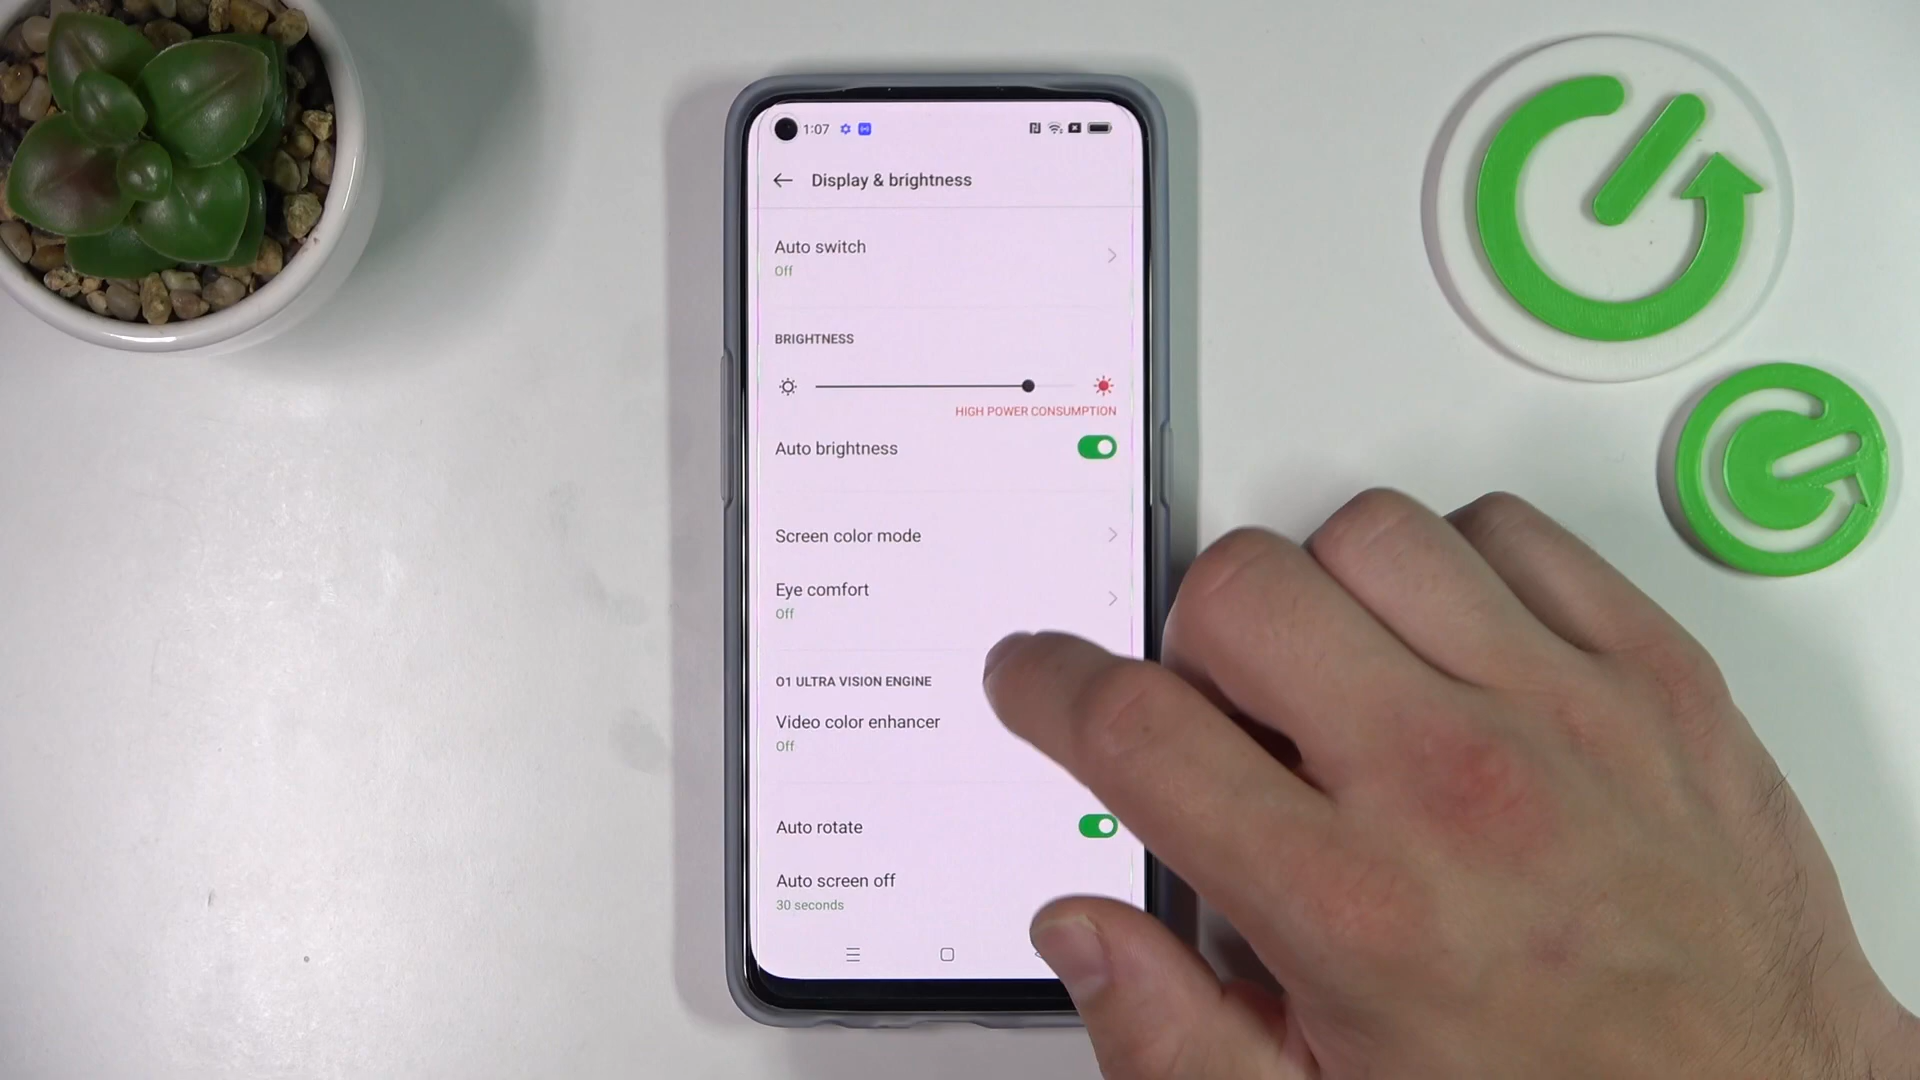 1:07
Display & brightness
Auto switch
Off
BRIGHTNESS
HIGH POWER CONSUMPTION
Auto brightness
Screen color mode
Eye comfort
Off
O1 ULTRA VISION ENGINE
Video color enhancer
Off
Auto rotate
Auto screen off
30 seconds